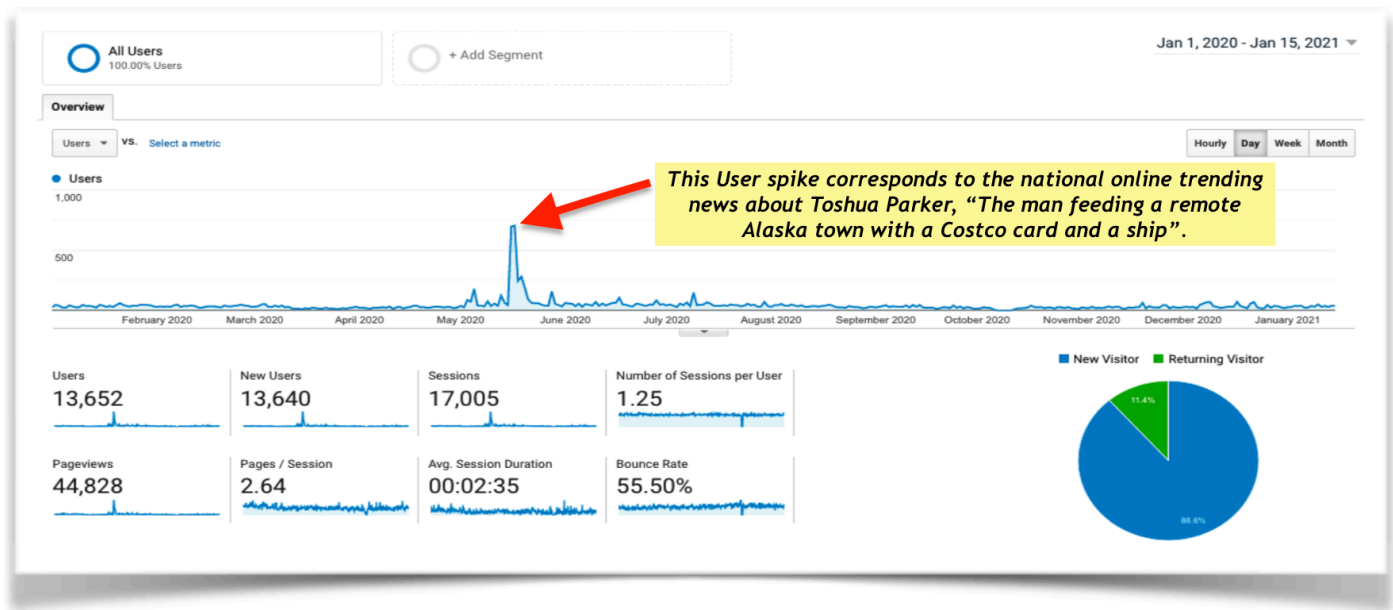 All Users
100.00% Users
+ Add Segment
Jan 1, 2020 - Jan 15, 2021
Overview
Users VS. Select a metric
Hourly Day Week Month
Users
1,000
500
This User spike corresponds to the national online trending
news about Toshua Parker, “The man feeding a remote
Alaska town with a Costco card and a ship”.
February 2020 March 2020 April 2020 May 2020 June 2020 July 2020 August 2020 September 2020 October 2020 November 2020 December 2020 January 2021
New Visitor Returning Visitor
Users New Users Sessions Number of Sessions per User
13,652 13,640 17,005 1.25
Pageviews Pages / Session Avg. Session Duration Bounce Rate
44,828 2.64 00:02:35 55.50%
11.4%
88.6%